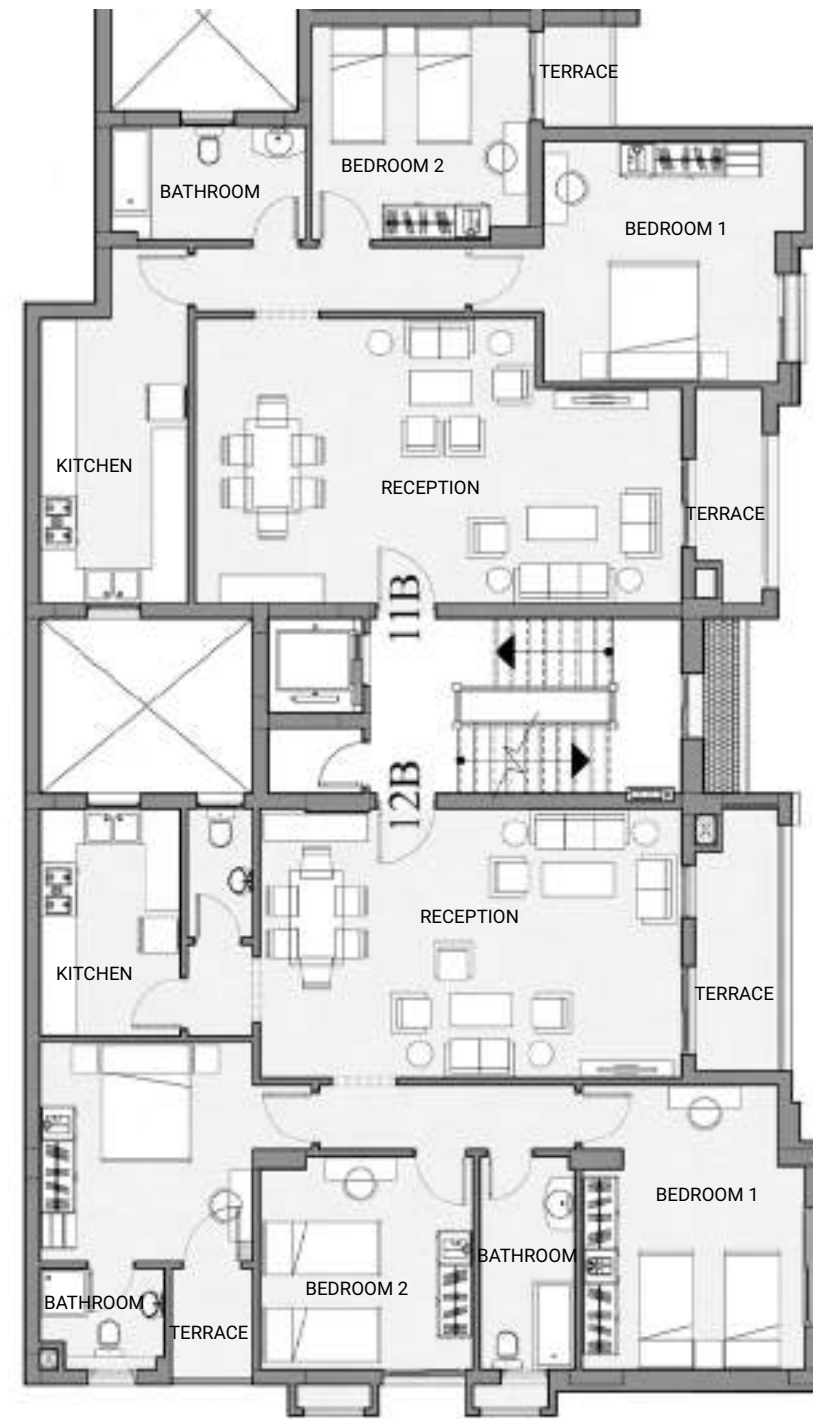 TERRACE
BEDROOM 2
BATHROOM
BEDROOM 1
KITCHEN
RECEPTION
TERRACE
11B
12B
RECEPTION
KITCHEN
TERRACE
BEDROOM 1
BATHROOM
BEDROOM 2
BATHROOM
TERRACE